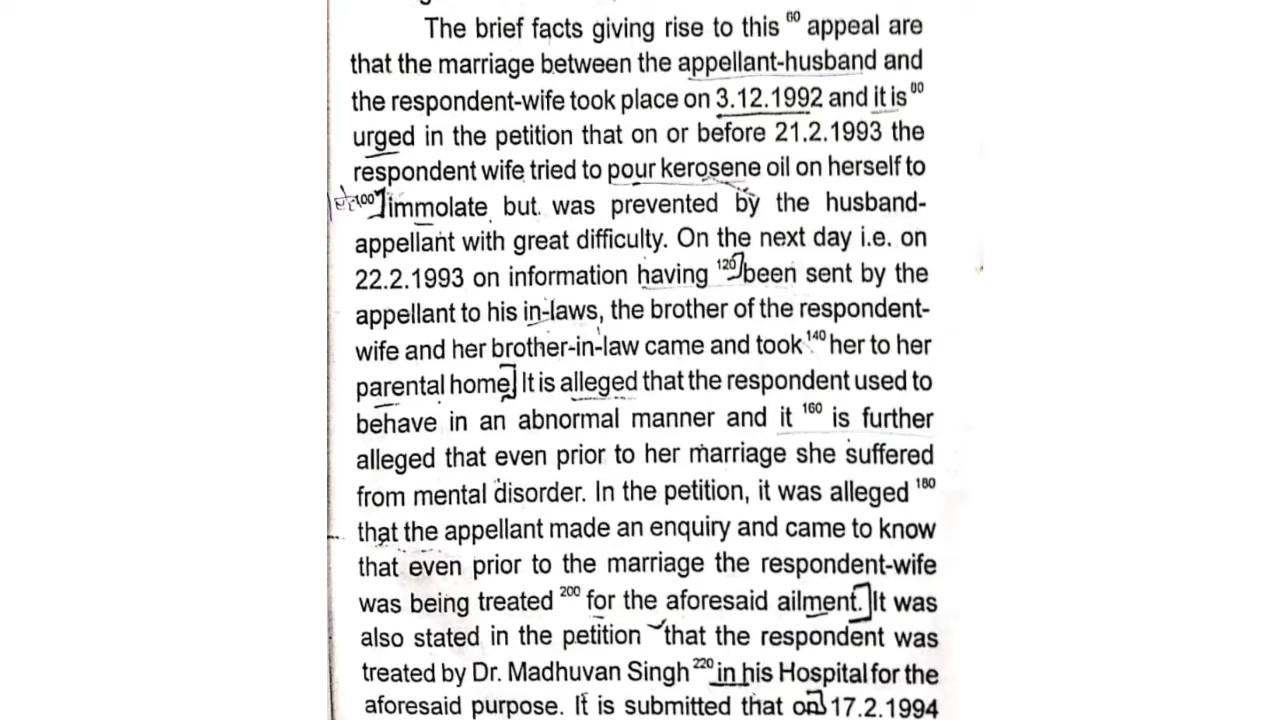 The brief facts giving rise to this 60 appeal are
that the marriage between the appellant-husband and
the respondent-wife took place on 3.12.1992 and it is 80
urged in the petition that on or before 21.2.1993 the
respondent wife tried to pour kerosene oil on herself to
100 immolate but was prevented by the husband-
appellant with great difficulty. On the next day i.e. on
22.2.1993 on information having 120 been sent by the
appellant to his in-laws, the brother of the respondent-
wife and her brother-in-law came and took 140 her to her
parental home. It is alleged that the respondent used to
behave in an abnormal manner and it 160 is further
alleged that even prior to her marriage she suffered
from mental disorder. In the petition, it was alleged 180
that the appellant made an enquiry and came to know
that even prior to the marriage the respondent-wife
was being treated 200 for the aforesaid ailment. It was
also stated in the petition that the respondent was
treated by Dr. Madhuvan Singh 220 in his Hospital for the
aforesaid purpose. It is submitted that on 17.2.1994